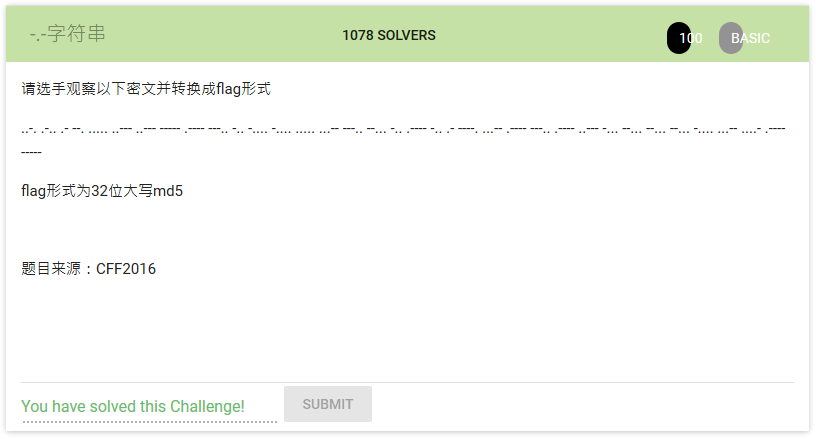 -.-字符串
1078 SOLVERS
100
BASIC
请选手观察以下密文并转换成flag形式
..-. .-.. .- --. ..... ..--- ..--- ----- .---- ---.. -.. -.... -.... ..... ...-- ---.. --... -.. .---- -.. .- ----. ...-- .---- ---.. .---- ..--- -... --... --... --... -.... ...-- ....- .----
-----
flag形式为32位大写md5
题目来源：CFF2016
You have solved this Challenge!
SUBMIT